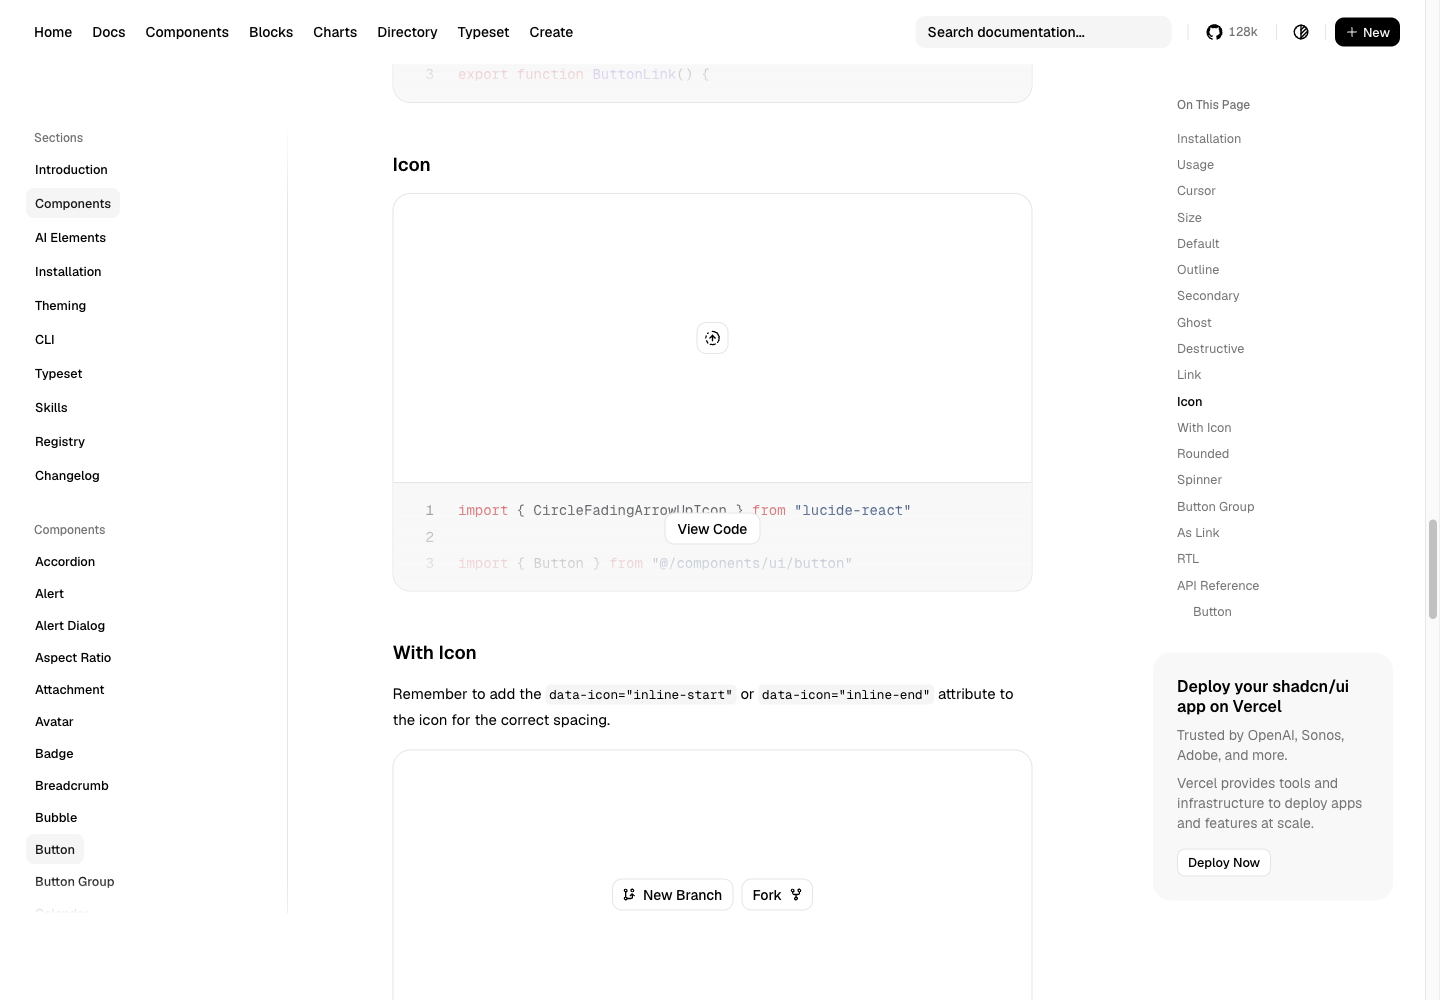 Home Docs Components Blocks Charts Directory Typeset Create
Search documentation...
128k
New
Sections
Introduction
Components
AI Elements
Installation
Theming
CLI
Typeset
Skills
Registry
Changelog
Components
Accordion
Alert
Alert Dialog
Aspect Ratio
Attachment
Avatar
Badge
Breadcrumb
Bubble
Button
Button Group
Calendar
3 export function ButtonLink() {
Icon
1 import { CircleFadingArrowUpIcon } from "lucide-react"
2
View Code
3 import { Button } from "@/components/ui/button"
With Icon
Remember to add the data-icon="inline-start" or data-icon="inline-end" attribute to
the icon for the correct spacing.
New Branch
Fork
On This Page
Installation
Usage
Cursor
Size
Default
Outline
Secondary
Ghost
Destructive
Link
Icon
With Icon
Rounded
Spinner
Button Group
As Link
RTL
API Reference
Button
Deploy your shadcn/ui
app on Vercel
Trusted by OpenAI, Sonos,
Adobe, and more.
Vercel provides tools and
infrastructure to deploy apps
and features at scale.
Deploy Now